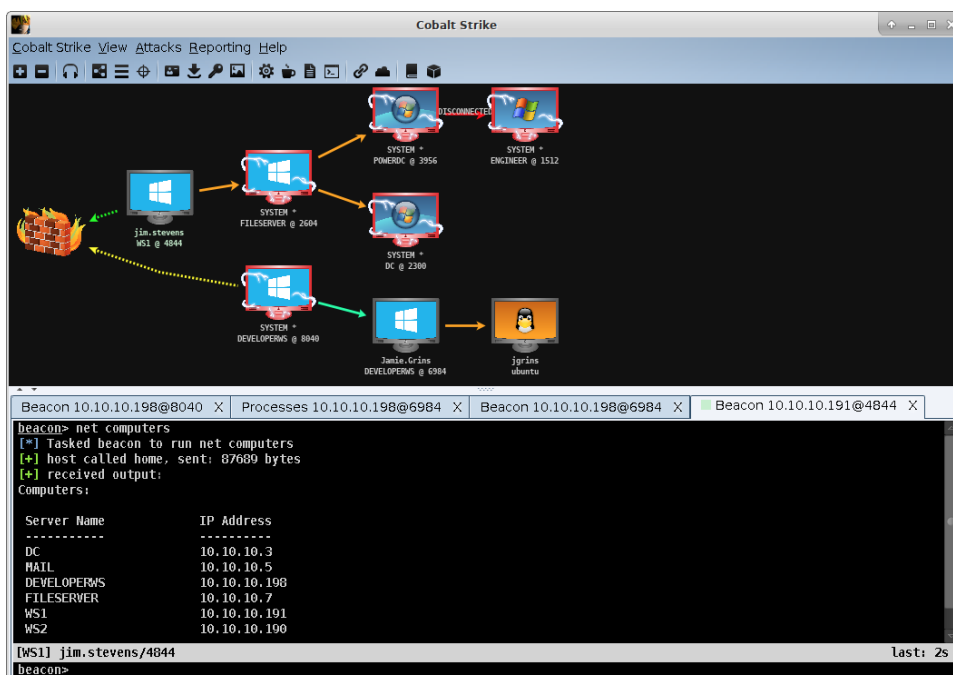 Cobalt Strike
Cobalt Strike View Attacks Reporting Help
DISCONNECTED
SYSTEM *
POWERDC @ 3956
SYSTEM *
ENGINEER @ 1512
SYSTEM *
FILESERVER @ 2604
jim.stevens
WS1 @ 4844
SYSTEM *
DC @ 2300
SYSTEM *
DEVELOPERWS @ 8040
Jamie.Grins
DEVELOPERWS @ 6984
jgrins
ubuntu
Beacon 10.10.10.198@8040 X Processes 10.10.10.198@6984 X Beacon 10.10.10.198@6984 X Beacon 10.10.10.191@4844 X
beacon> net computers
[*] Tasked beacon to run net computers
[+] host called home, sent: 87689 bytes
[+] received output:
Computers:
Server Name IP Address
----------- ----------
DC 10.10.10.3
MAIL 10.10.10.5
DEVELOPERWS 10.10.10.198
FILESERVER 10.10.10.7
WS1 10.10.10.191
WS2 10.10.10.190
[WS1] jim.stevens/4844 last: 2s
beacon>